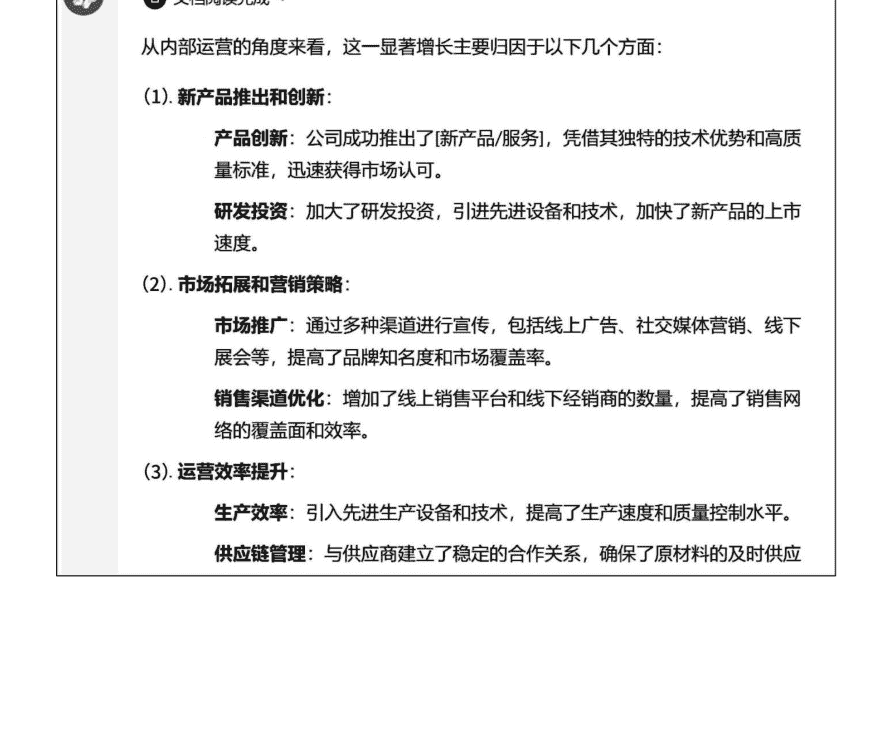 文档阅读完成
从内部运营的角度来看，这一显著增长主要归因于以下几个方面：
（1）. 新产品推出和创新：
产品创新：公司成功推出了[新产品/服务]，凭借其独特的技术优势和高质
量标准，迅速获得市场认可。
研发投资：加大了研发投资，引进先进设备和技术，加快了新产品的上市
速度。
（2）. 市场拓展和营销策略：
市场推广：通过多种渠道进行宣传，包括线上广告、社交媒体营销、线下
展会等，提高了品牌知名度和市场覆盖率。
销售渠道优化：增加了线上销售平台和线下经销商的数量，提高了销售网
络的覆盖面和效率。
（3）. 运营效率提升：
生产效率：引入先进生产设备和技术，提高了生产速度和质量控制水平。
供应链管理：与供应商建立了稳定的合作关系，确保了原材料的及时供应